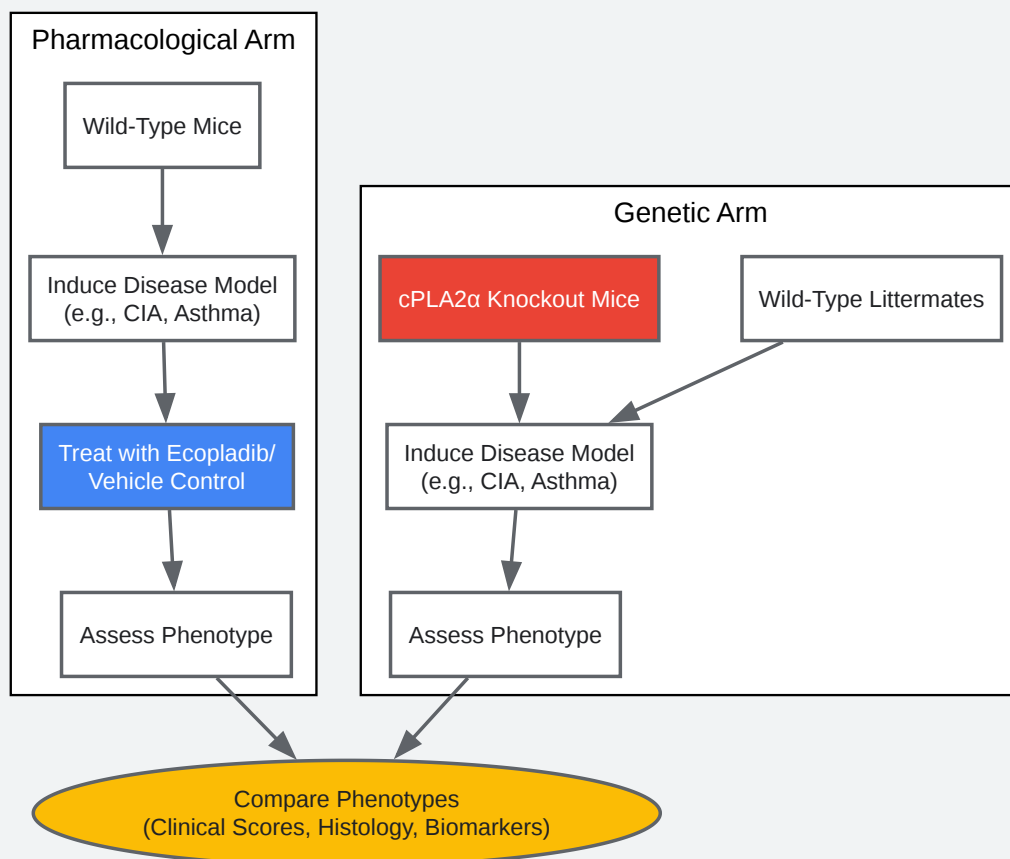 Pharmacological Arm
Wild-Type Mice
Induce Disease Model
(e.g., CIA, Asthma)
Treat with Ecopladib/
Vehicle Control
Assess Phenotype
Genetic Arm
cPLA2α Knockout Mice
Wild-Type Littermates
Induce Disease Model
(e.g., CIA, Asthma)
Assess Phenotype
Compare Phenotypes
(Clinical Scores, Histology, Biomarkers)